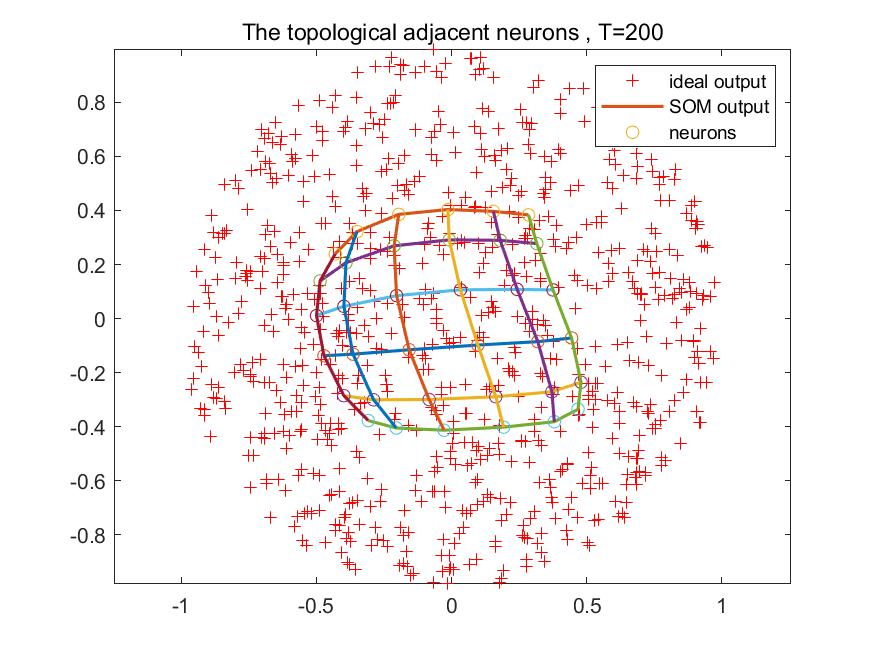 The topological adjacent neurons , T=200
ideal output
SOM output
neurons
0.8
0.6
0.4
0.2
0
-0.2
-0.4
-0.6
-0.8
-1 -0.5 0 0.5 1